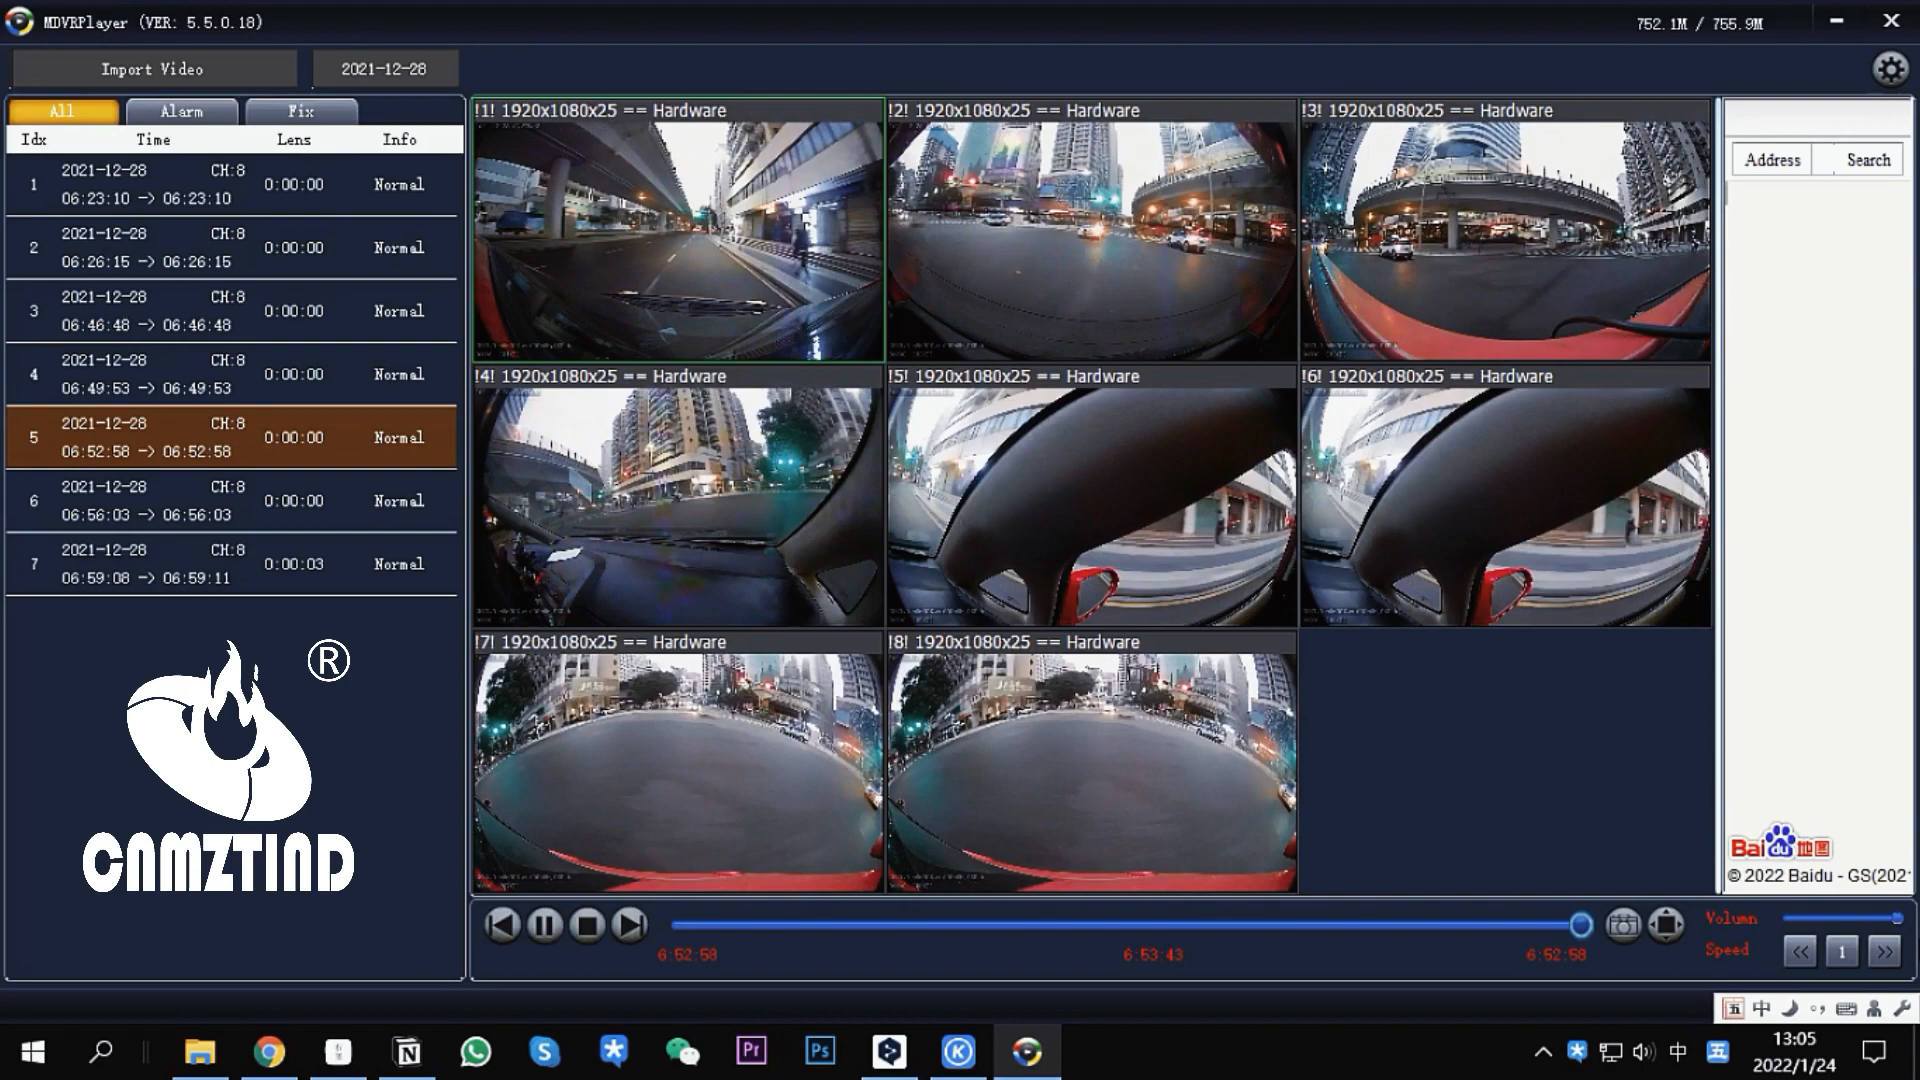 MDVRPlayer (VER: 5.5.0.18)
752.1M / 755.9M
Import Video
2021-12-28
All
Alarm
Fix
Idx Time Lens Info
1 2021-12-28 CH:8 0:00:00 Normal
06:23:10 -> 06:23:10
2 2021-12-28 CH:8 0:00:00 Normal
06:26:15 -> 06:26:15
3 2021-12-28 CH:8 0:00:00 Normal
06:46:48 -> 06:46:48
4 2021-12-28 CH:8 0:00:00 Normal
06:49:53 -> 06:49:53
5 2021-12-28 CH:8 0:00:00 Normal
06:52:58 -> 06:52:58
6 2021-12-28 CH:8 0:00:00 Normal
06:56:03 -> 06:56:03
7 2021-12-28 CH:8 0:00:03 Normal
06:59:08 -> 06:59:11
®
CAMZTIND
!1! 1920x1080x25 == Hardware
!2! 1920x1080x25 == Hardware
!3! 1920x1080x25 == Hardware
!4! 1920x1080x25 == Hardware
!5! 1920x1080x25 == Hardware
!6! 1920x1080x25 == Hardware
!7! 1920x1080x25 == Hardware
!8! 1920x1080x25 == Hardware
Address
Search
Bai du 地图
© 2022 Baidu - GS(202
6:52:58
6:53:43
6:52:58
Volumn
Speed
<< 1 >>
五 中
N
S
Pr
Ps
K
中 五
13:05
2022/1/24